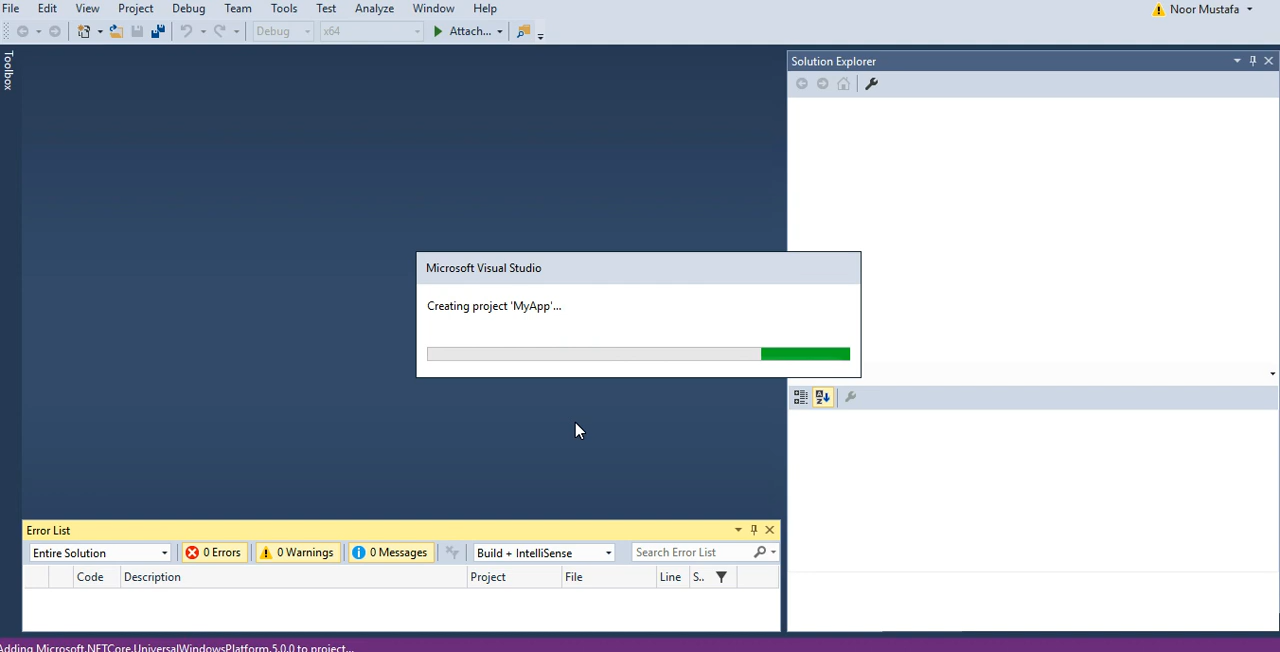 File Edit View Project Debug Team Tools Test Analyze Window Help
Noor Mustafa
Debug x64 Attach...
Toolbox
Solution Explorer
Microsoft Visual Studio
Creating project 'MyApp'...
Error List
Entire Solution 0 Errors 0 Warnings 0 Messages Build + IntelliSense Search Error List
Code Description Project File Line S..
Adding Microsoft.NETCore.UniversalWindowsPlatform.5.0.0 to project...